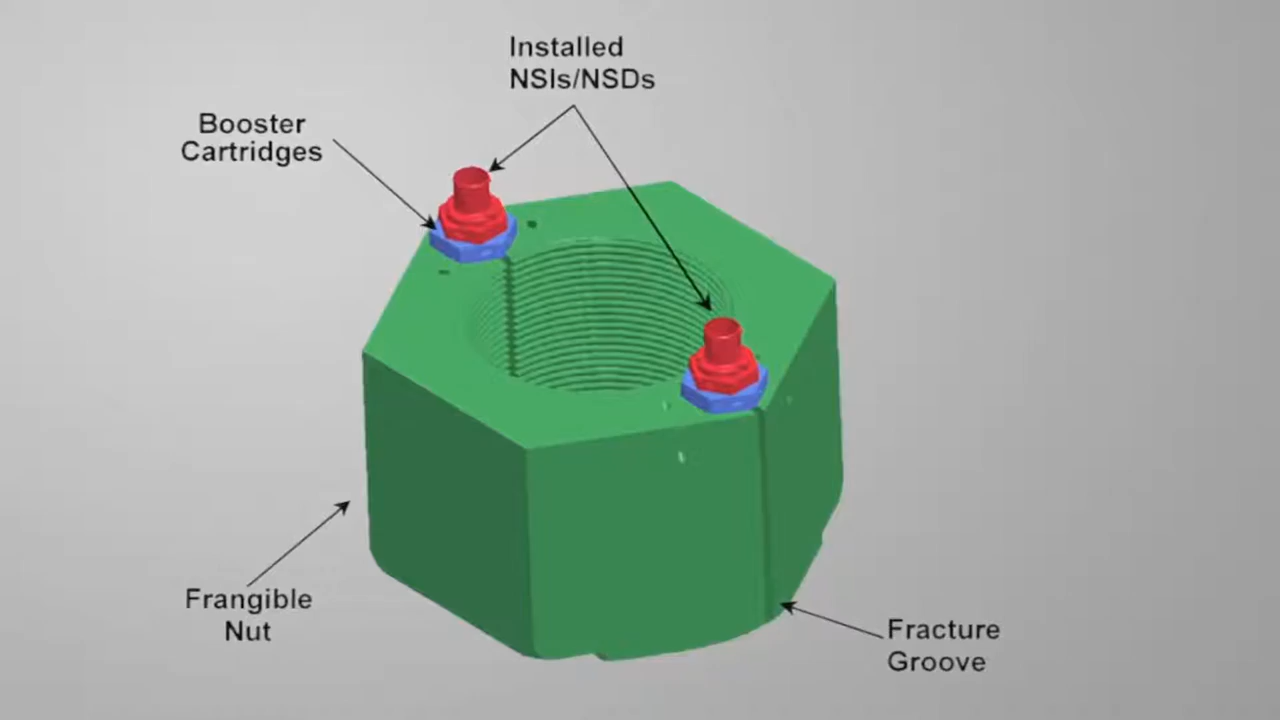 Installed
NSIs/NSDs
Booster
Cartridges
Frangible
Nut
Fracture
Groove